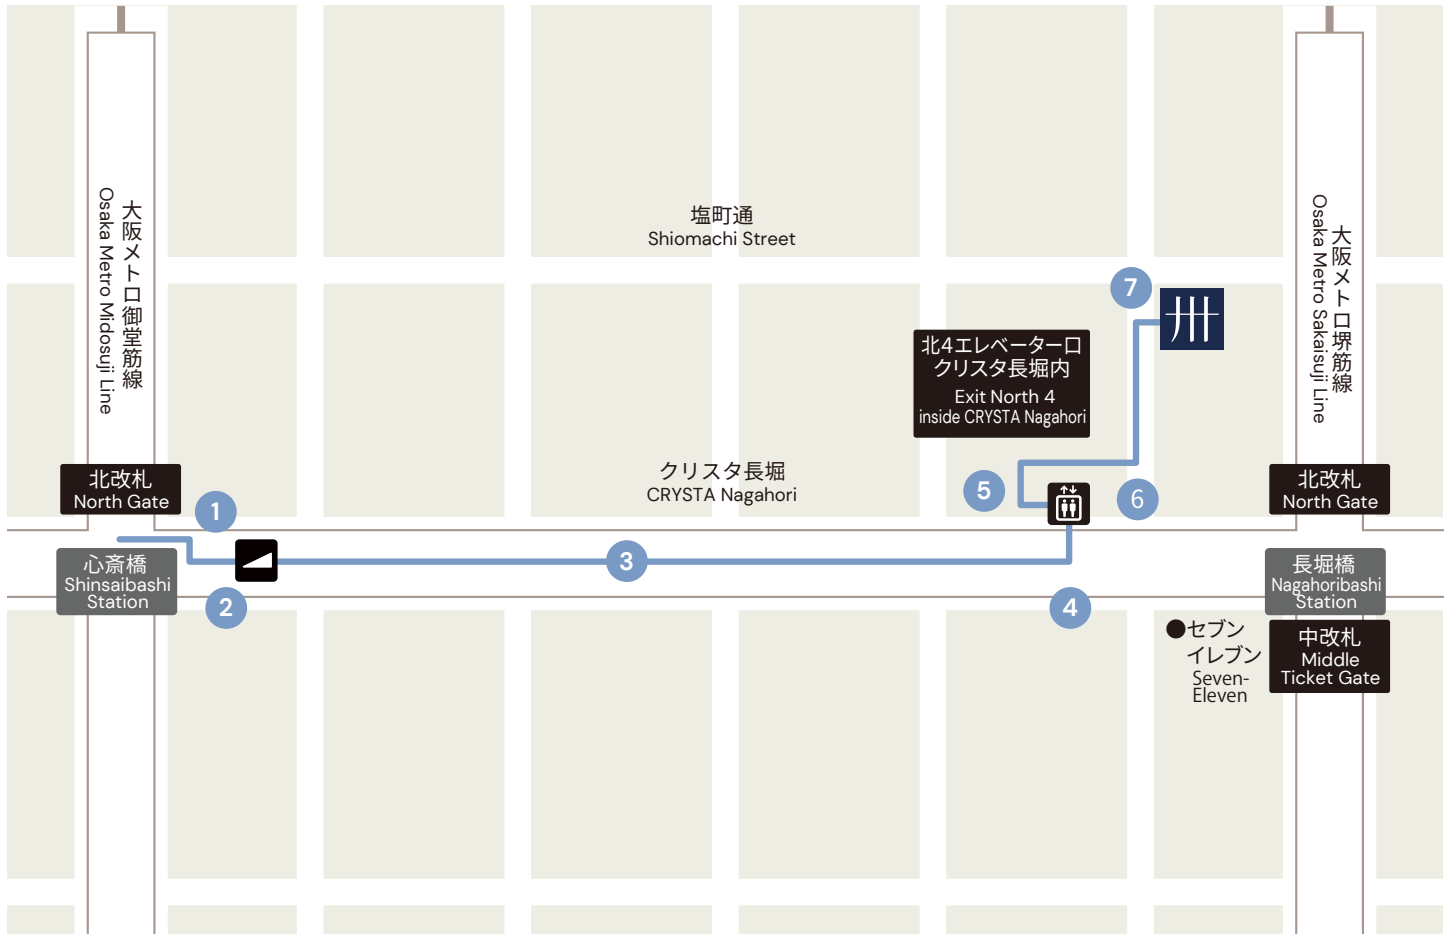 大阪メトロ御堂筋線
Osaka Metro Midosuji Line
塩町通
Shiomachi Street
大阪メトロ堺筋線
Osaka Metro Sakaisuji Line
7
卅
北4エレベーター口
クリスタ長堀内
Exit North 4
inside CRYSTA Nagahori
北改札
North Gate
1
クリスタ長堀
CRYSTA Nagahori
5
6
北改札
North Gate
心斎橋
Shinsaibashi
Station
2
3
4
長堀橋
Nagahoribashi
Station
セブン
イレブン
Seven-
Eleven
中改札
Middle
Ticket Gate